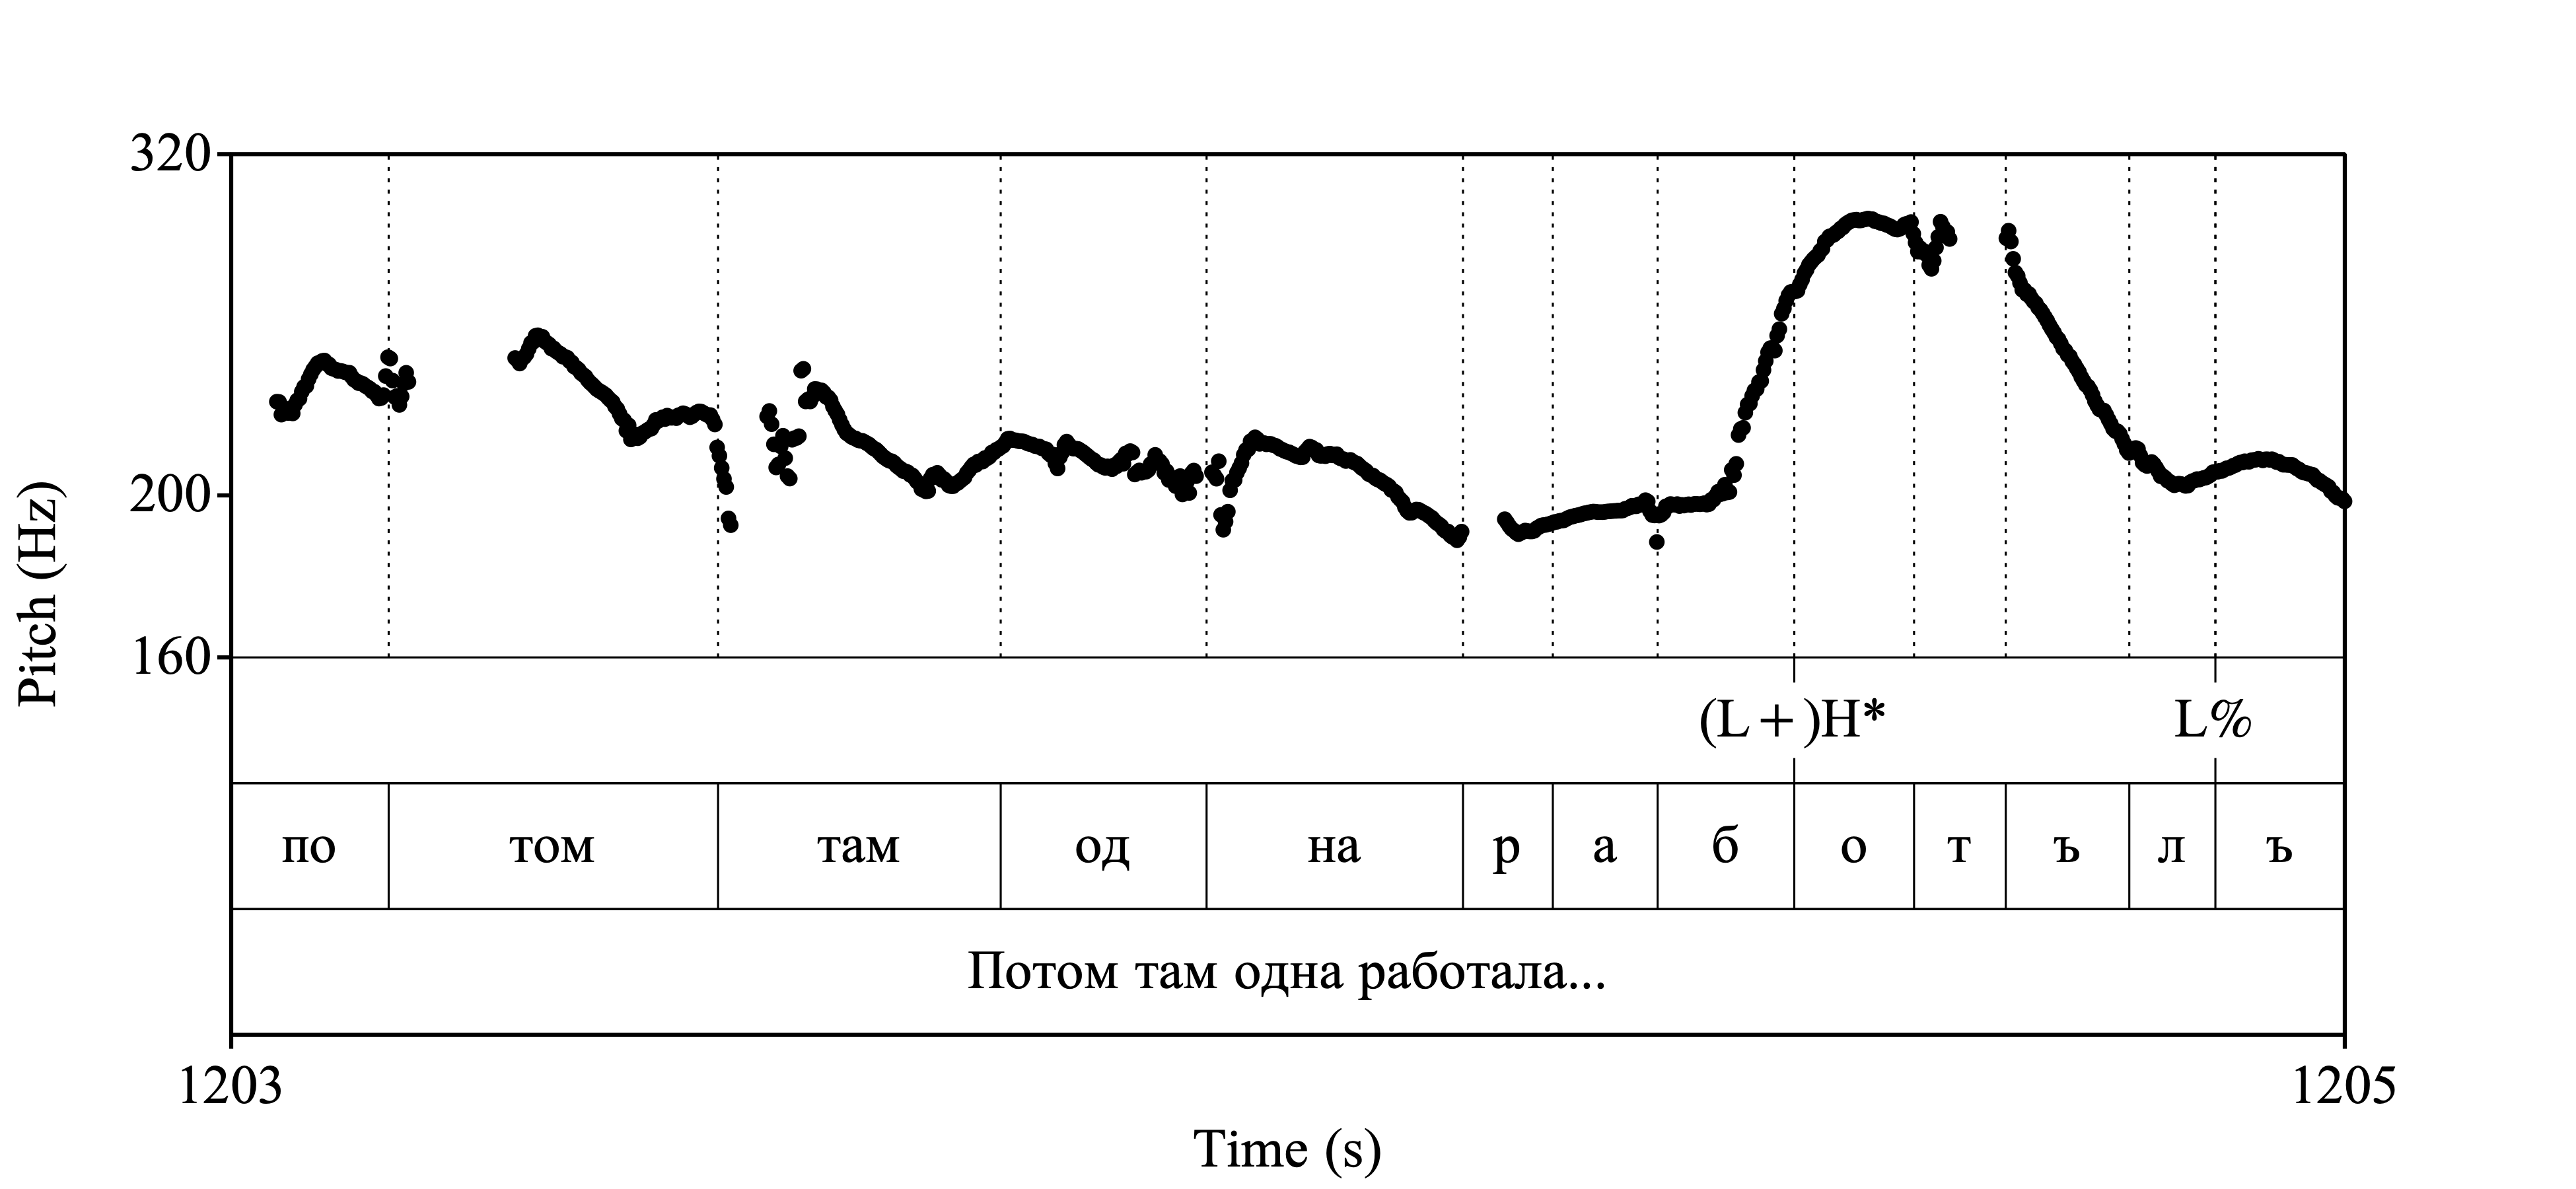 320
200
160
Pitch (Hz)
(L+)H* L%
по том там од на р а б о т ъ л ъ
Потом там одна работала...
1203 1205
Time (s)